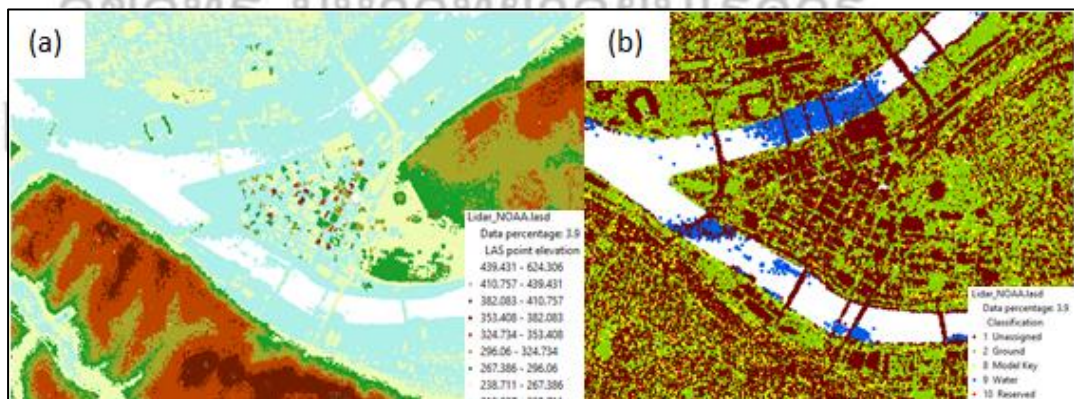 (a)
Lidar_NOAA.lasd
Data percentage: 3.9
LAS point elevation
439.431 - 624.306
410.757 - 439.431
382.083 - 410.757
353.408 - 382.083
324.734 - 353.408
296.06 - 324.734
267.386 - 296.06
238.711 - 267.386
(b)
Lidar_NOAA.lasd
Data percentage: 3.9
Classification
1 Unassigned
2 Ground
8 Model Key
9 Water
10 Reserved